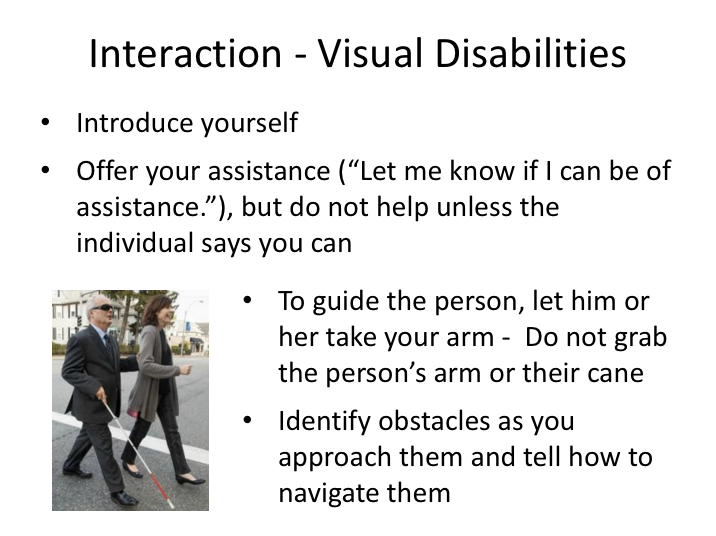 Interaction - Visual Disabilities
• Introduce yourself
• Offer your assistance (“Let me know if I can be of
assistance.”), but do not help unless the
individual says you can
• To guide the person, let him or
her take your arm -  Do not grab
the person’s arm or their cane
• Identify obstacles as you
approach them and tell how to
navigate them